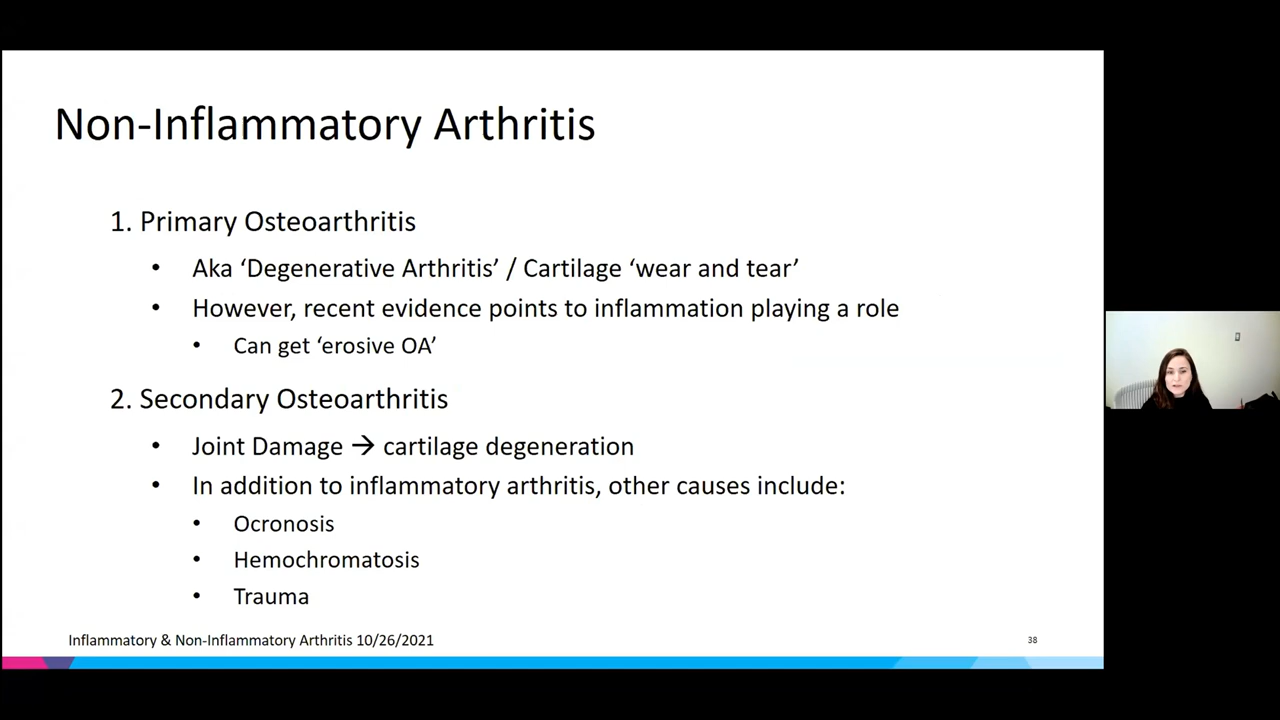 Non-Inflammatory Arthritis
1. Primary Osteoarthritis
• Aka ‘Degenerative Arthritis’ / Cartilage ‘wear and tear’
• However, recent evidence points to inflammation playing a role
• Can get ‘erosive OA’
2. Secondary Osteoarthritis
• Joint Damage → cartilage degeneration
• In addition to inflammatory arthritis, other causes include:
• Ocronosis
• Hemochromatosis
• Trauma
Inflammatory & Non-Inflammatory Arthritis 10/26/2021
38